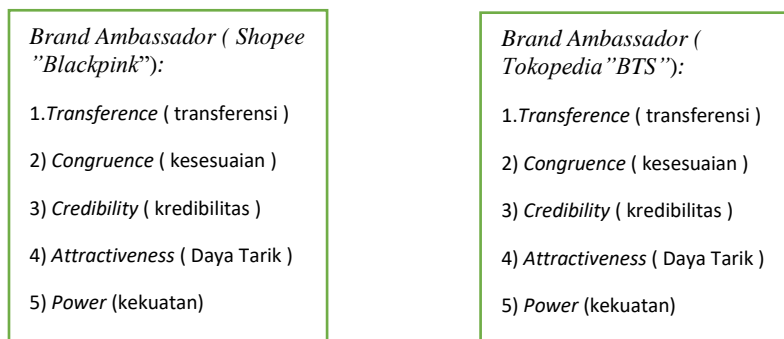 Brand Ambassador ( Shopee
”Blackpink”):
1.Transference ( transferensi )
2) Congruence ( kesesuaian )
3) Credibility ( kredibilitas )
4) Attractiveness ( Daya Tarik )
5) Power (kekuatan)
Brand Ambassador (
Tokopedia”BTS”):
1.Transference ( transferensi )
2) Congruence ( kesesuaian )
3) Credibility ( kredibilitas )
4) Attractiveness ( Daya Tarik )
5) Power (kekuatan)